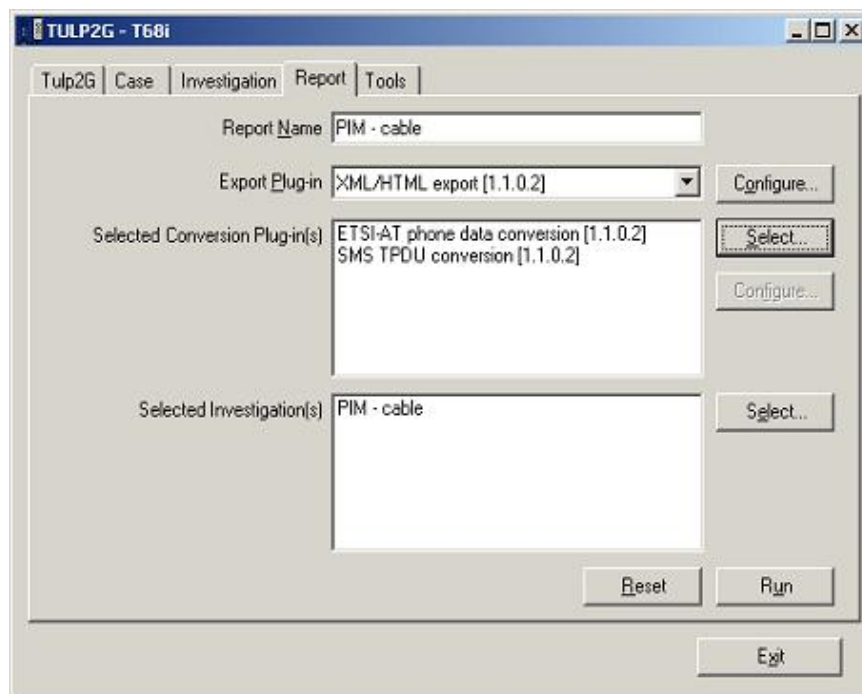 TULP2G - T68i
Tulp2G Case Investigation Report Tools
Report Name PIM - cable
Export Plug-in XML/HTML export [1.1.0.2] Configure...
Selected Conversion Plug-in(s) ETSI-AT phone data conversion [1.1.0.2] Select...
SMS TPDU conversion [1.1.0.2]
Configure...
Selected Investigation(s) PIM - cable Select...
Reset Run
Exit